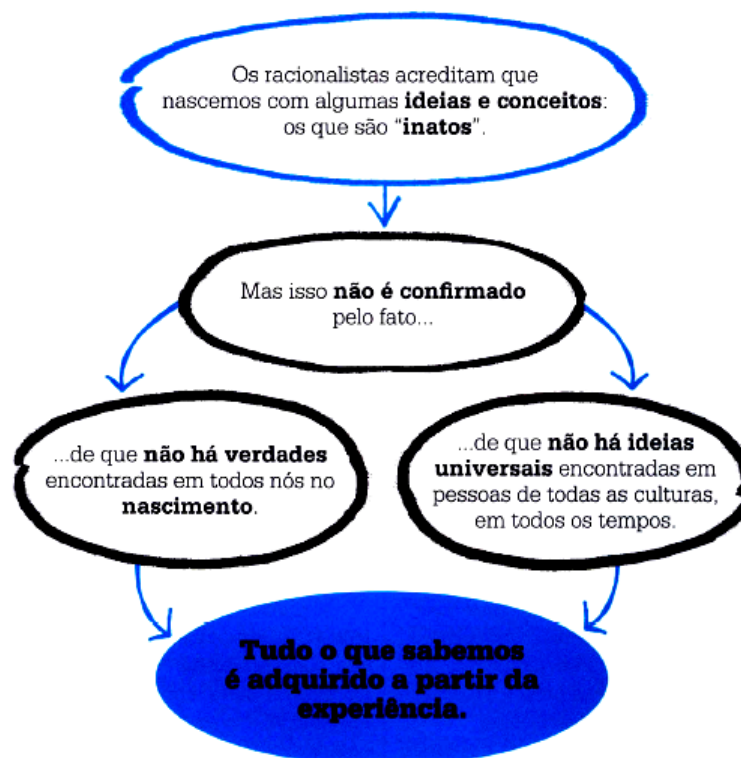 Os racionalistas acreditam que
nascemos com algumas ideias e conceitos:
os que são “inatos”.
Mas isso não é confirmado
pelo fato...
...de que não há verdades
encontradas em todos nós no
nascimento.
...de que não há ideias
universais encontradas em
pessoas de todas as culturas,
em todos os tempos.
Tudo o que sabemos
é adquirido a partir da
experiência.